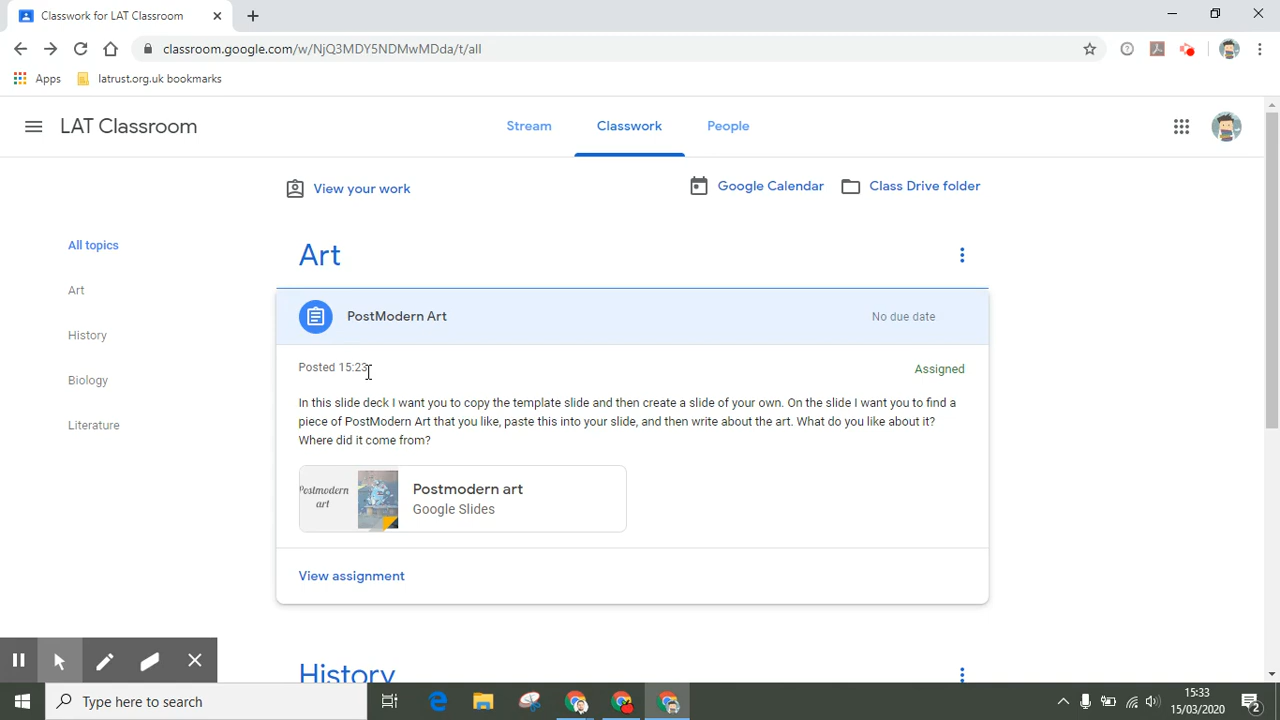 Classwork for LAT Classroom
classroom.google.com/w/NjQ3MDY5NDMwMDda/t/all
Apps
latrust.org.uk bookmarks
LAT Classroom
Stream
Classwork
People
View your work
Google Calendar
Class Drive folder
All topics
Art
History
Biology
Literature
Art
PostModern Art
No due date
Posted 15:23
Assigned
In this slide deck I want you to copy the template slide and then create a slide of your own. On the slide I want you to find a
piece of PostModern Art that you like, paste this into your slide, and then write about the art. What do you like about it?
Where did it come from?
Postmodern
art
Postmodern art
Google Slides
View assignment
History
Type here to search
15:33
15/03/2020
2